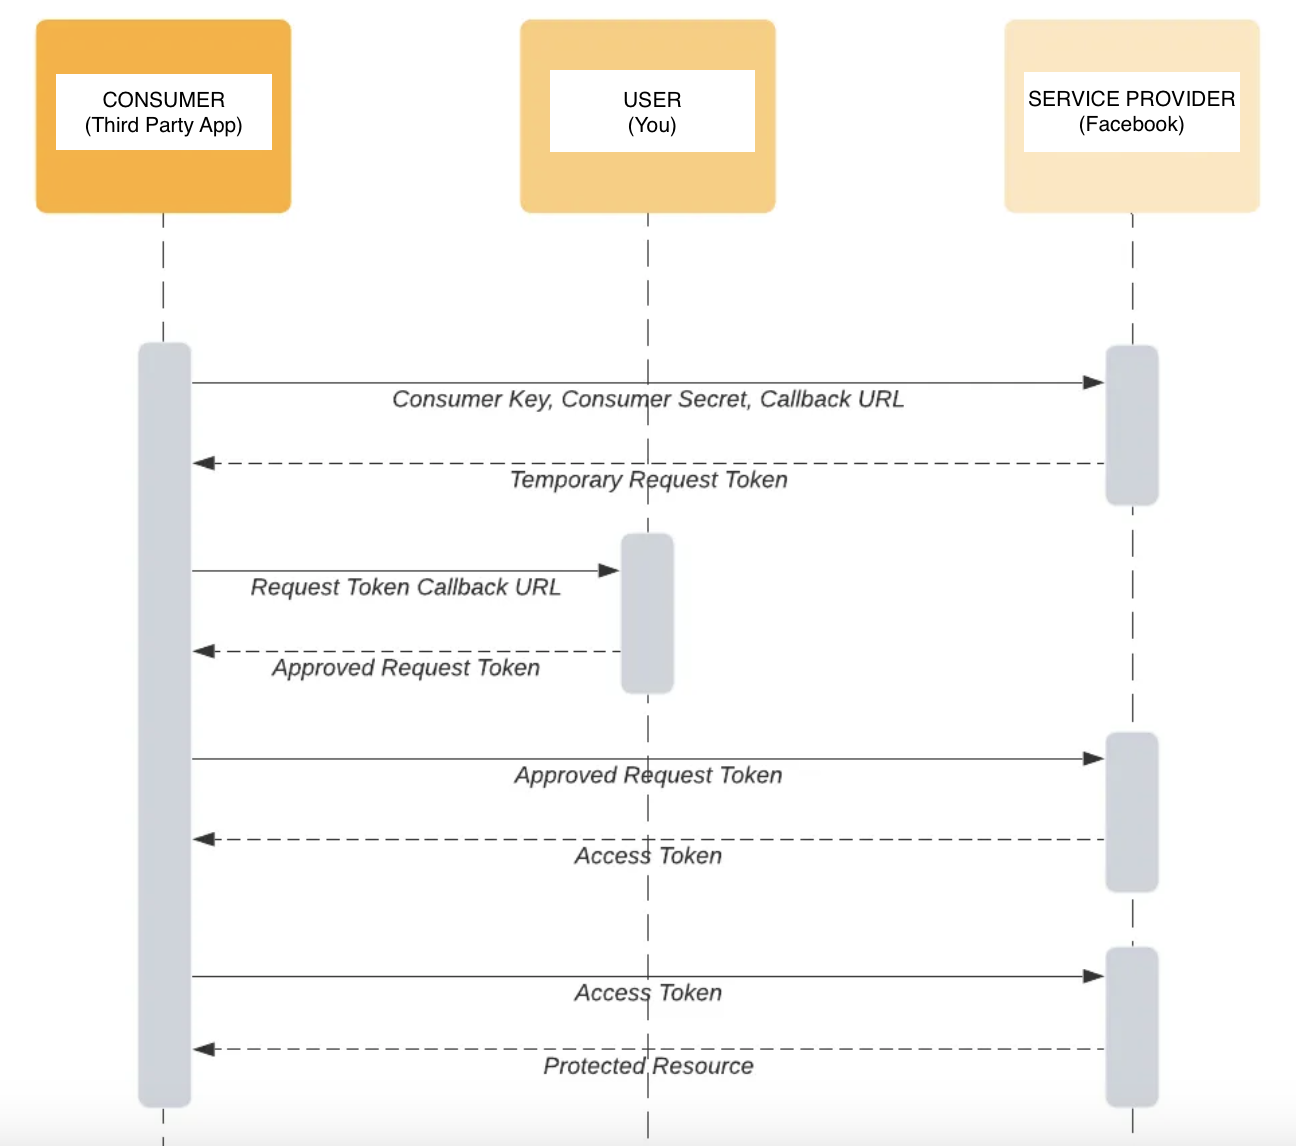 CONSUMER
(Third Party App)
USER
(You)
SERVICE PROVIDER
(Facebook)
Consumer Key, Consumer Secret, Callback URL
Temporary Request Token
Request Token Callback URL
Approved Request Token
Approved Request Token
Access Token
Access Token
Protected Resource